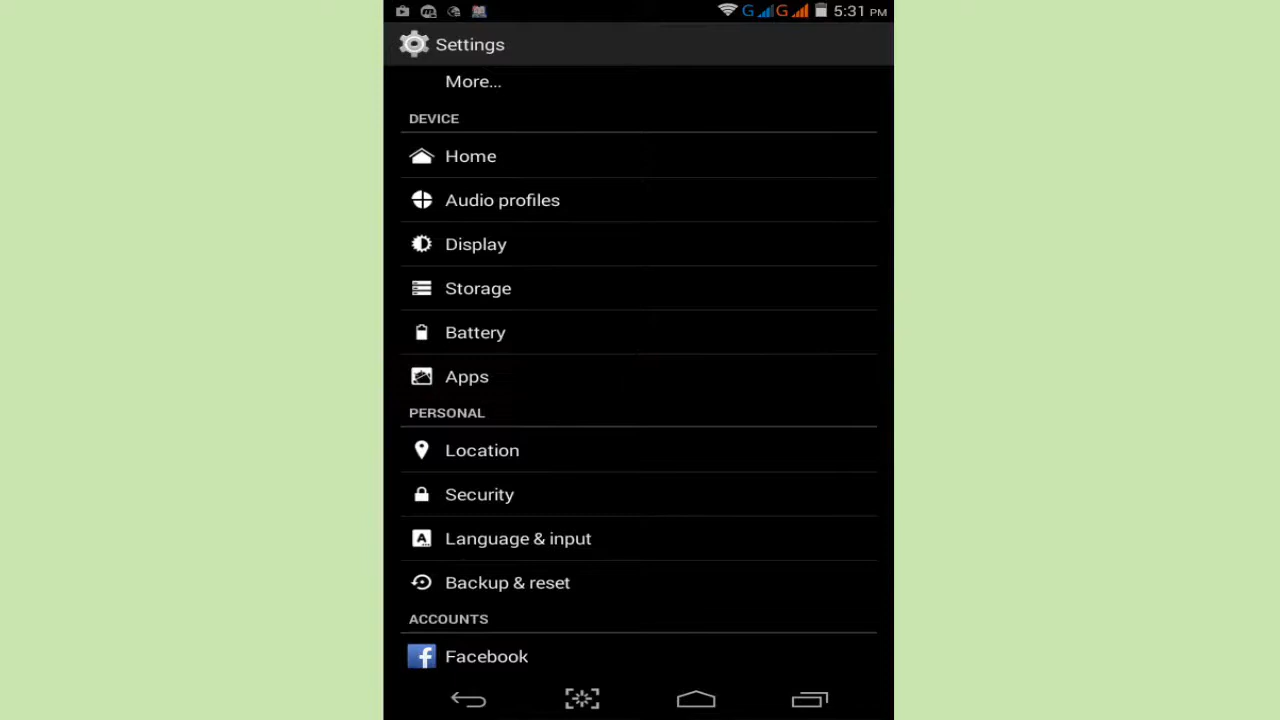 G G 5:31 PM
Settings
More...
DEVICE
Home
Audio profiles
Display
Storage
Battery
Apps
PERSONAL
Location
Security
Language & input
Backup & reset
ACCOUNTS
Facebook